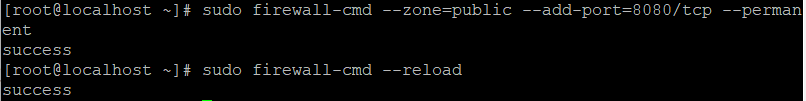 [root@localhost ~]# sudo firewall-cmd --zone=public --add-port=8080/tcp --perman
ent
success
[root@localhost ~]# sudo firewall-cmd --reload
success